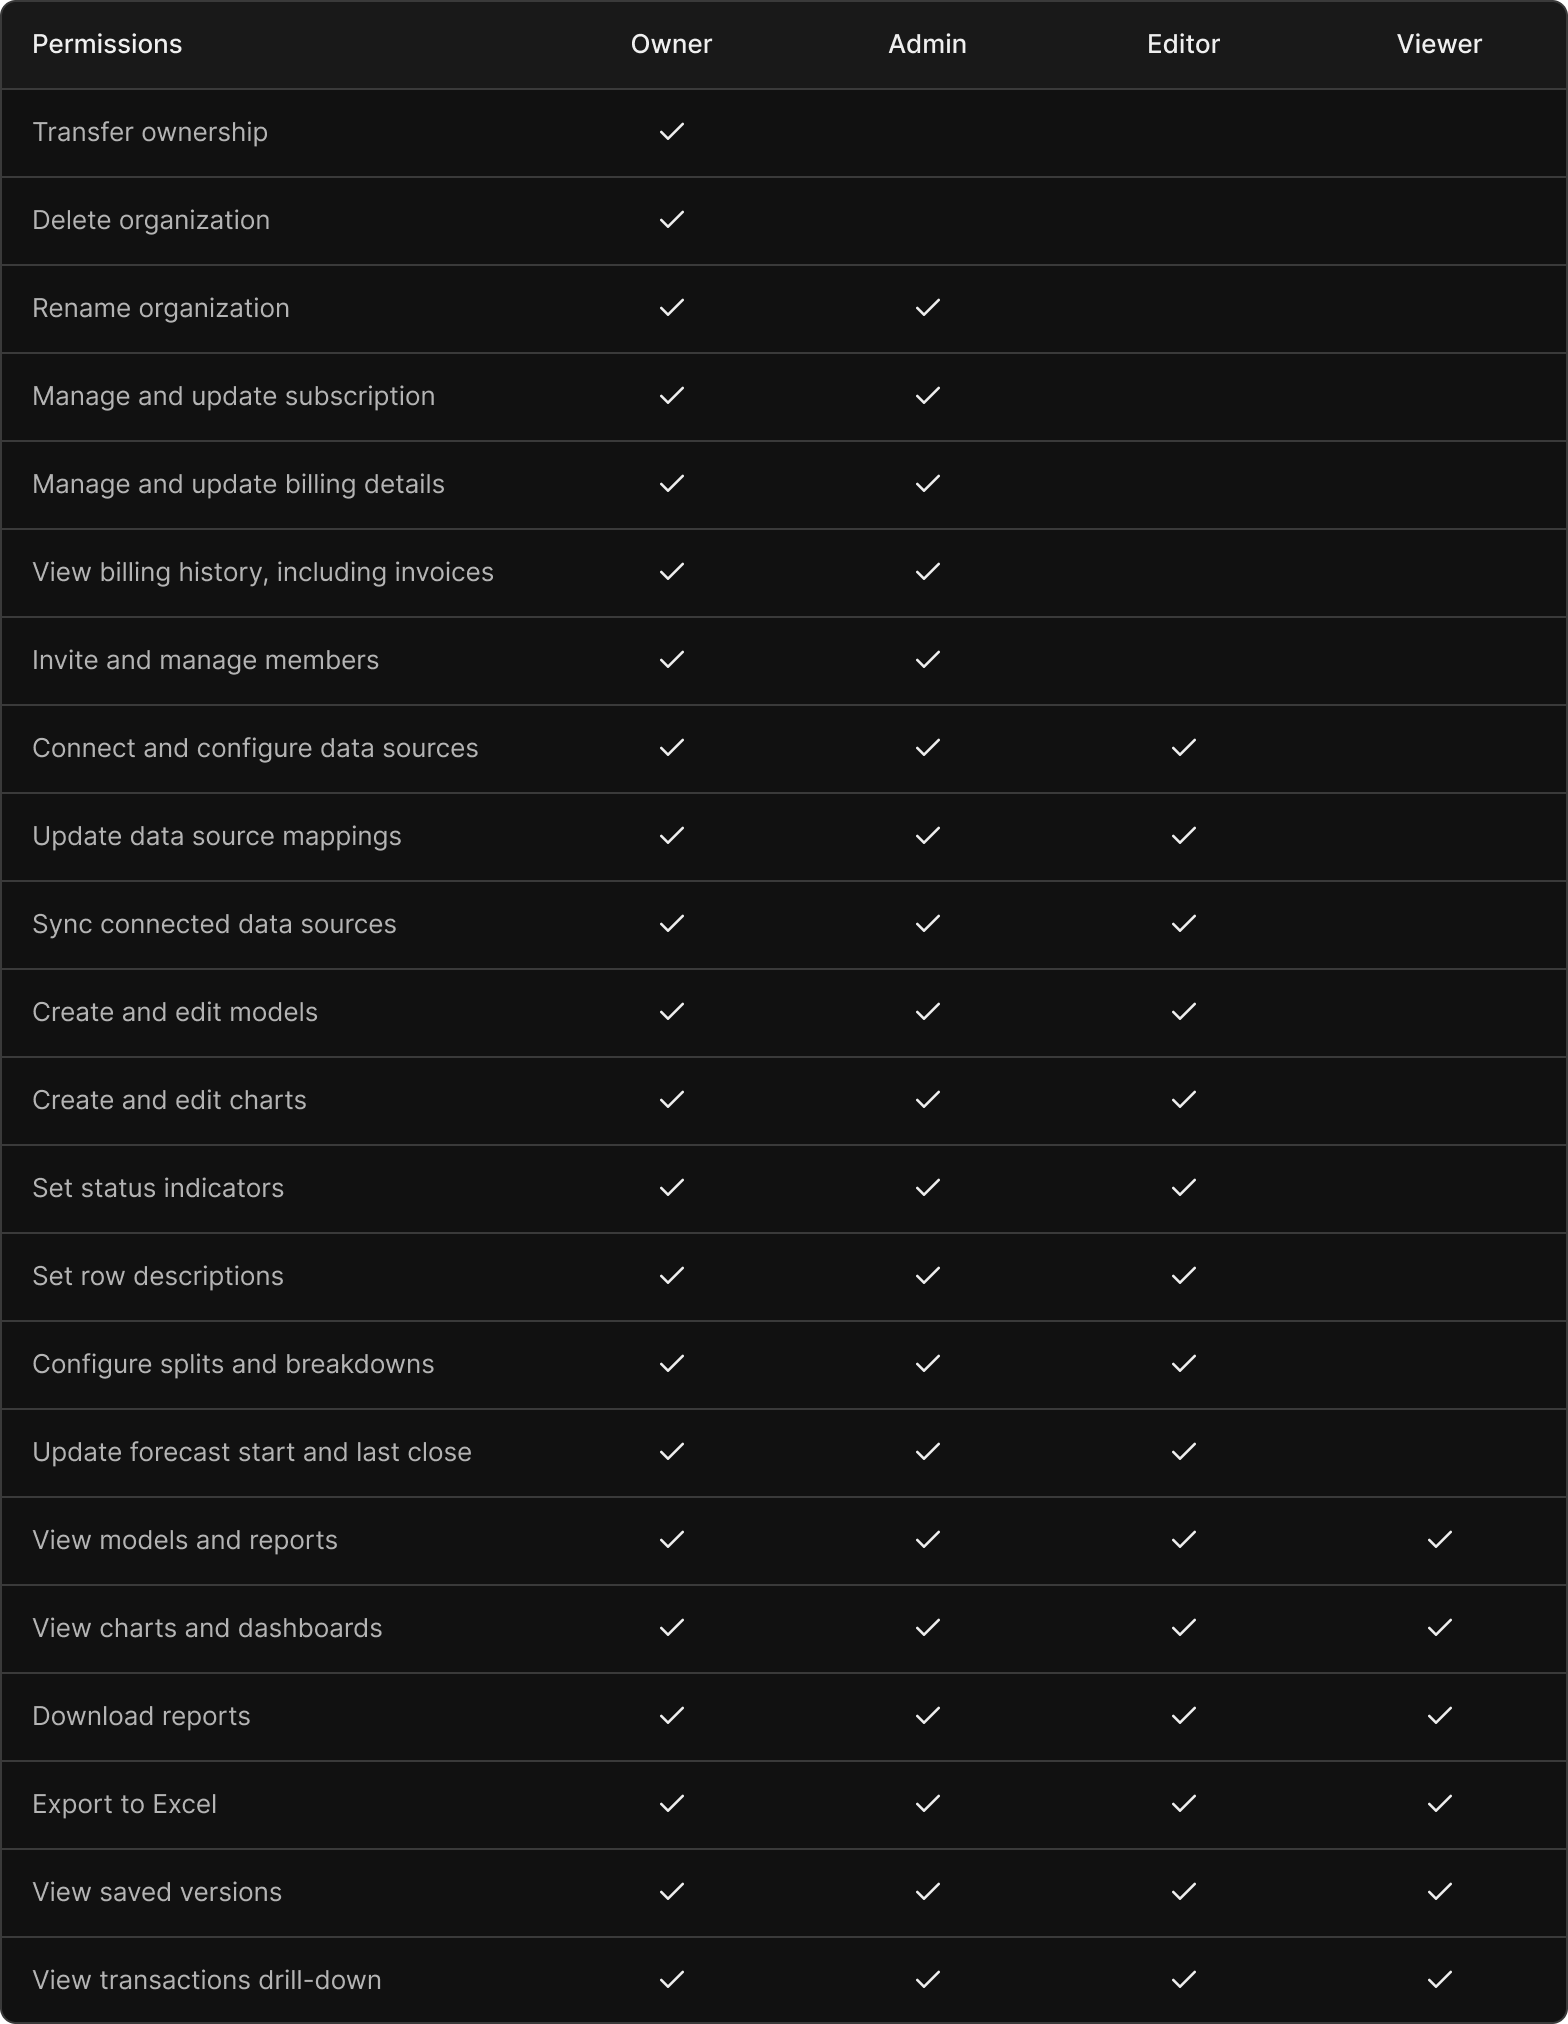 Permissions Owner Admin Editor Viewer
Transfer ownership ✓
Delete organization ✓
Rename organization ✓ ✓
Manage and update subscription ✓ ✓
Manage and update billing details ✓ ✓
View billing history, including invoices ✓ ✓
Invite and manage members ✓ ✓
Connect and configure data sources ✓ ✓ ✓
Update data source mappings ✓ ✓ ✓
Sync connected data sources ✓ ✓ ✓
Create and edit models ✓ ✓ ✓
Create and edit charts ✓ ✓ ✓
Set status indicators ✓ ✓ ✓
Set row descriptions ✓ ✓ ✓
Configure splits and breakdowns ✓ ✓ ✓
Update forecast start and last close ✓ ✓ ✓
View models and reports ✓ ✓ ✓ ✓
View charts and dashboards ✓ ✓ ✓ ✓
Download reports ✓ ✓ ✓ ✓
Export to Excel ✓ ✓ ✓ ✓
View saved versions ✓ ✓ ✓ ✓
View transactions drill-down ✓ ✓ ✓ ✓